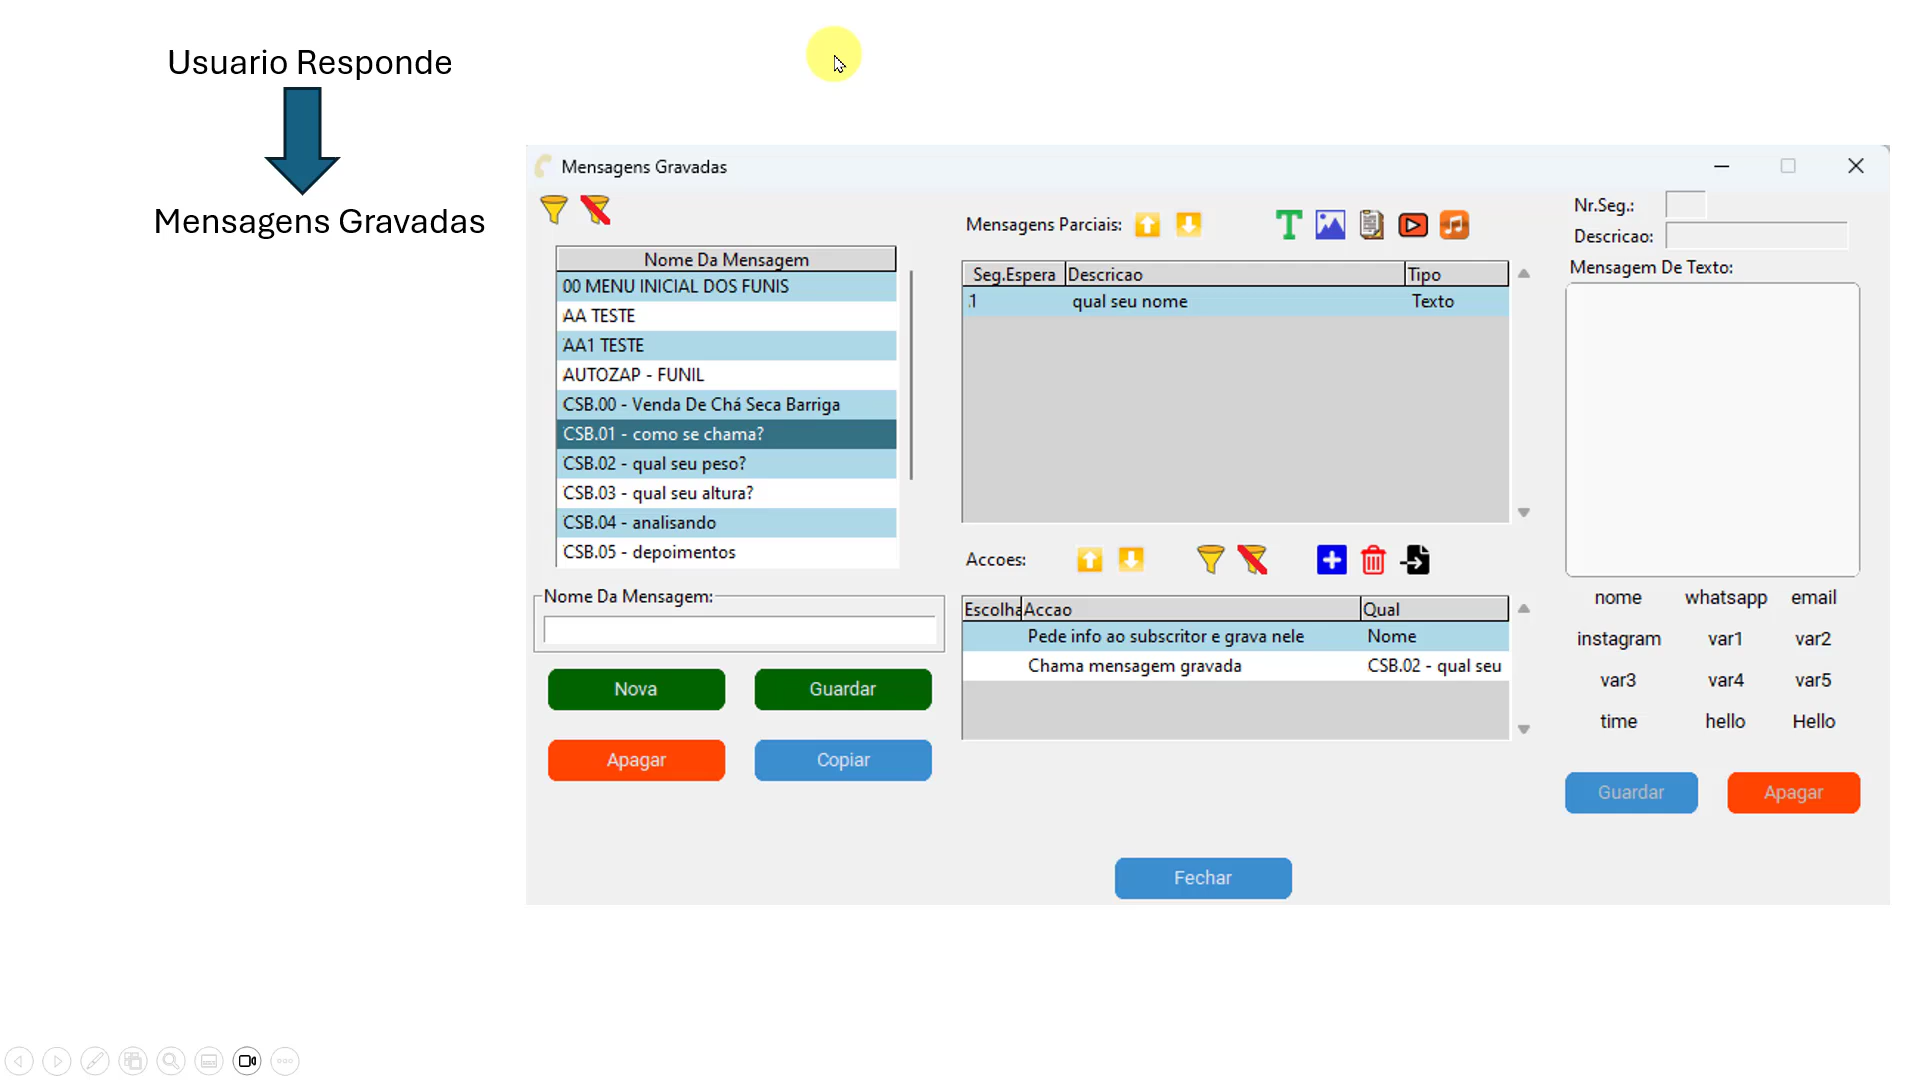 Usuario Responde
Mensagens Gravadas
Mensagens Gravadas
Nome Da Mensagem
00 MENU INICIAL DOS FUNIS
AA TESTE
AA1 TESTE
AUTOZAP - FUNIL
CSB.00 - Venda De Chá Seca Barriga
CSB.01 - como se chama?
CSB.02 - qual seu peso?
CSB.03 - qual seu altura?
CSB.04 - analisando
CSB.05 - depoimentos
Nome Da Mensagem:
Nova Guardar
Apagar Copiar
Mensagens Parciais:
Seg.Espera Descricao Tipo
1 qual seu nome Texto
Accoes:
Escolha Accao Qual
Pede info ao subscritor e grava nele Nome
Chama mensagem gravada CSB.02 - qual seu
Nr.Seg.:
Descricao:
Mensagem De Texto:
nome whatsapp email
instagram var1 var2
var3 var4 var5
time hello Hello
Guardar Apagar
Fechar